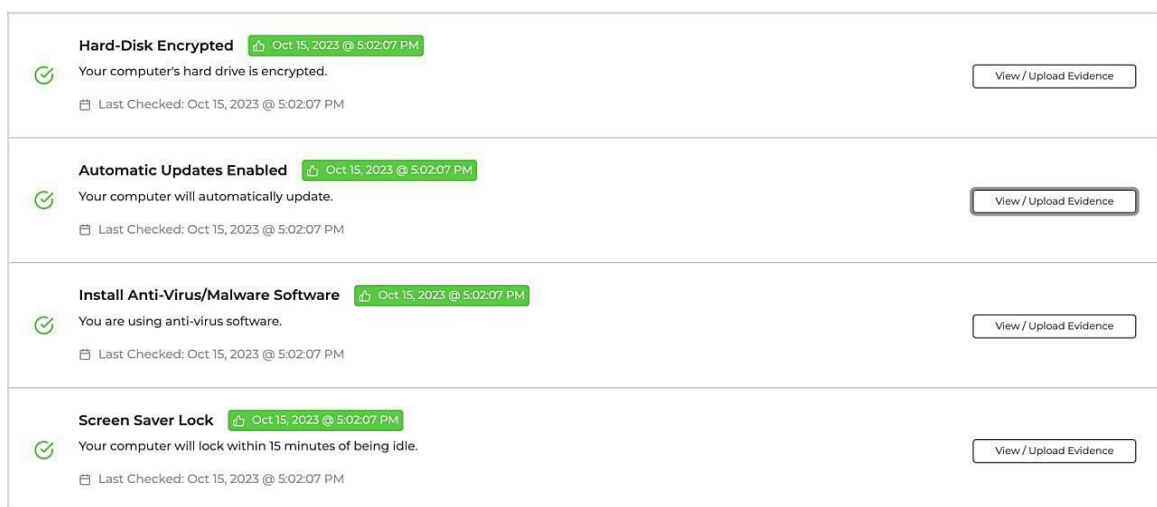 Hard-Disk Encrypted Oct 15, 2023 @ 5:02:07 PM
Your computer's hard drive is encrypted.
View / Upload Evidence
Last Checked: Oct 15, 2023 @ 5:02:07 PM
Automatic Updates Enabled Oct 15, 2023 @ 5:02:07 PM
Your computer will automatically update.
View / Upload Evidence
Last Checked: Oct 15, 2023 @ 5:02:07 PM
Install Anti-Virus/Malware Software Oct 15, 2023 @ 5:02:07 PM
You are using anti-virus software.
View / Upload Evidence
Last Checked: Oct 15, 2023 @ 5:02:07 PM
Screen Saver Lock Oct 15, 2023 @ 5:02:07 PM
Your computer will lock within 15 minutes of being idle.
View / Upload Evidence
Last Checked: Oct 15, 2023 @ 5:02:07 PM